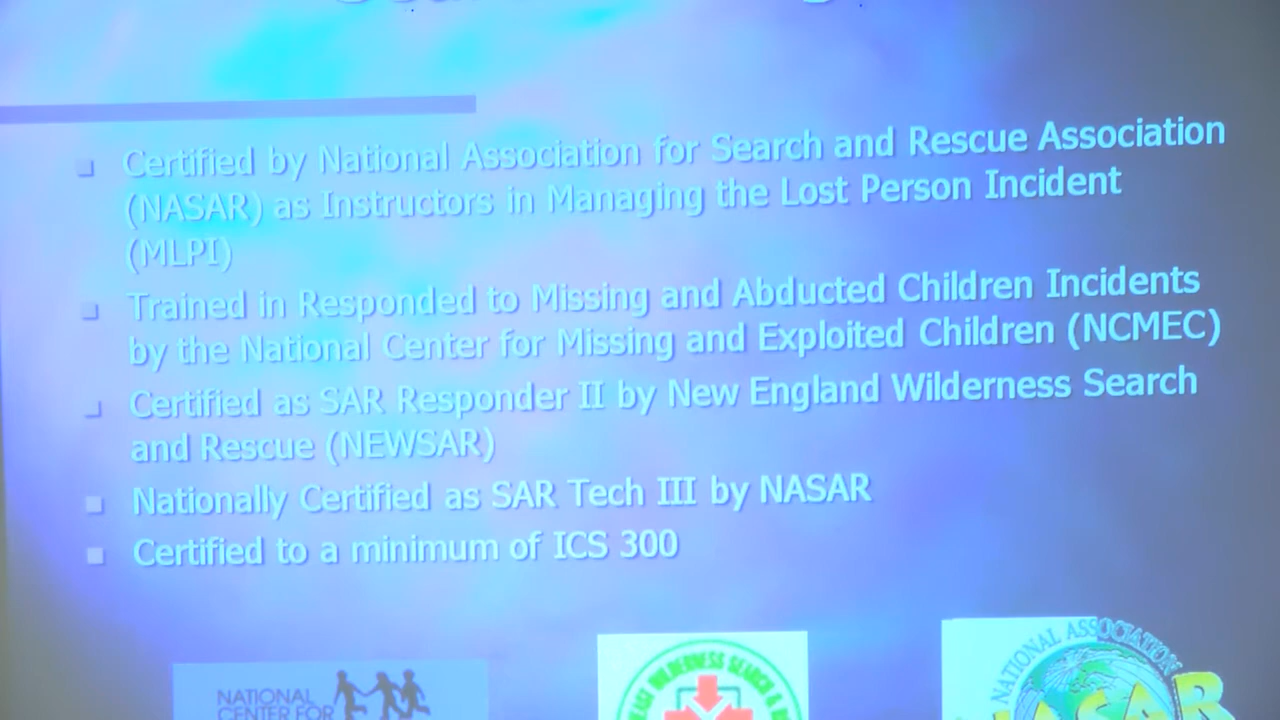 Certified by National Association for Search and Rescue Association
(NASAR) as Instructors in Managing the Lost Person Incident
(MLPI)
Trained in Responded to Missing and Abducted Children Incidents
by the National Center for Missing and Exploited Children (NCMEC)
Certified as SAR Responder II by New England Wilderness Search
and Rescue (NEWSAR)
Nationally Certified as SAR Tech III by NASAR
Certified to a minimum of ICS 300
NATIONAL
CENTER FOR
WILDERNESS SEARCH &
NATIONAL ASSOCIATION